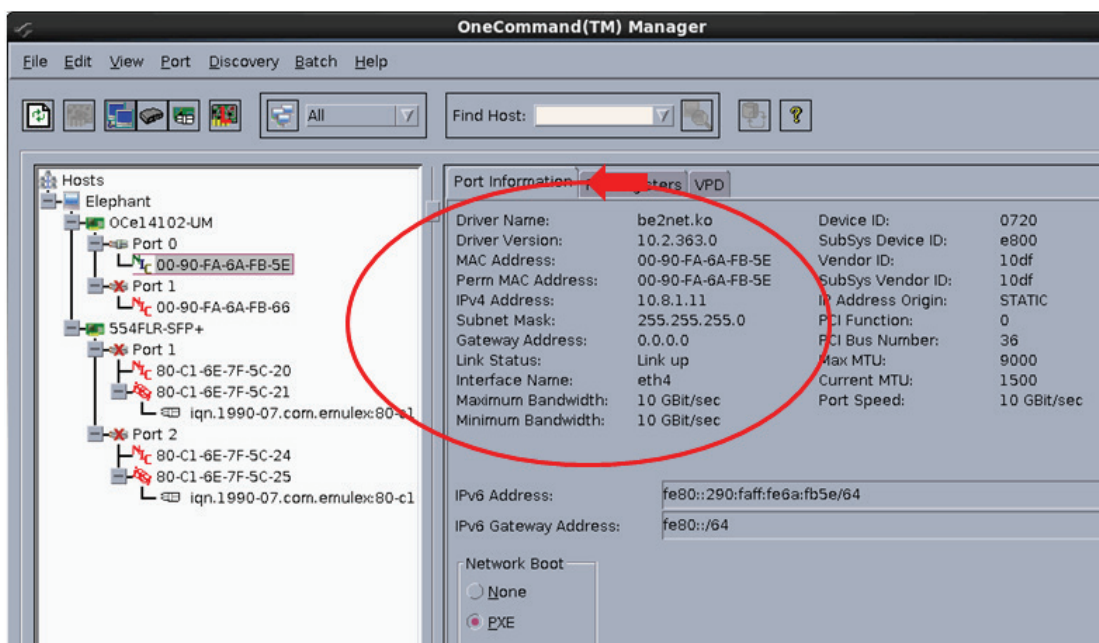 OneCommand(TM) Manager
File Edit View Port Discovery Batch Help
All
Find Host:
Hosts
Elephant
OCe14102-UM
Port 0
00-90-FA-6A-FB-5E
Port 1
00-90-FA-6A-FB-66
554FLR-SFP+
Port 1
80-C1-6E-7F-5C-20
80-C1-6E-7F-5C-21
iqn.1990-07.com.emulex:80-c1
Port 2
80-C1-6E-7F-5C-24
80-C1-6E-7F-5C-25
iqn.1990-07.com.emulex:80-c1
Port Information VPD
Driver Name: be2net.ko Device ID: 0720
Driver Version: 10.2.363.0 SubSys Device ID: e800
MAC Address: 00-90-FA-6A-FB-5E Vendor ID: 10df
Perm MAC Address: 00-90-FA-6A-FB-5E SubSys Vendor ID: 10df
IPv4 Address: 10.8.1.11 IP Address Origin: STATIC
Subnet Mask: 255.255.255.0 PCI Function: 0
Gateway Address: 0.0.0.0 PCI Bus Number: 36
Link Status: Link up Max MTU: 9000
Interface Name: eth4 Current MTU: 1500
Maximum Bandwidth: 10 GBit/sec Port Speed: 10 GBit/sec
Minimum Bandwidth: 10 GBit/sec
IPv6 Address: fe80::290:faff:fe6a:fb5e/64
IPv6 Gateway Address: fe80::/64
Network Boot
None
PXE